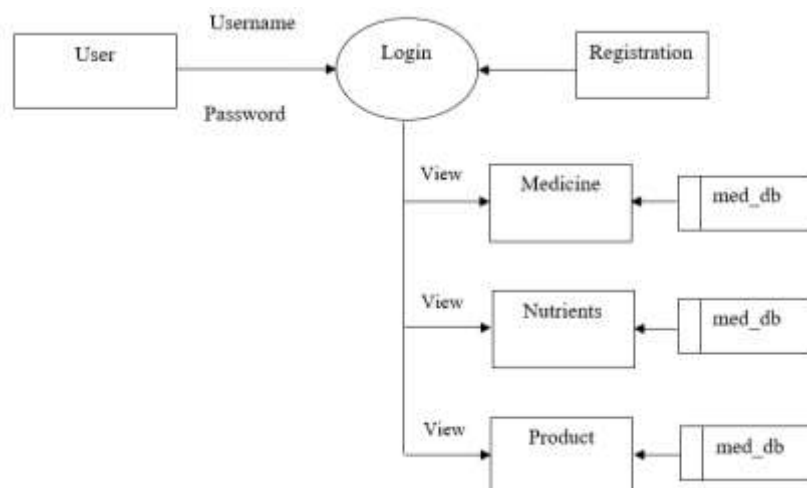 Username
User
Login
Registration
Password
View
Medicine
med_db
View
Nutrients
med_db
View
Product
med_db